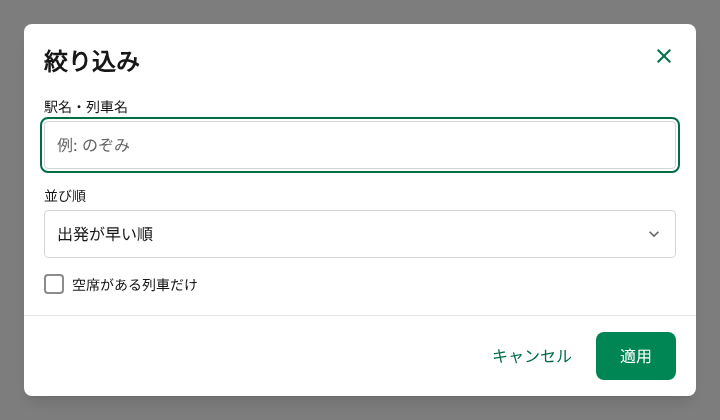 絞り込み
駅名・列車名
例: のぞみ
並び順
出発が早い順
空席がある列車だけ
キャンセル
適用